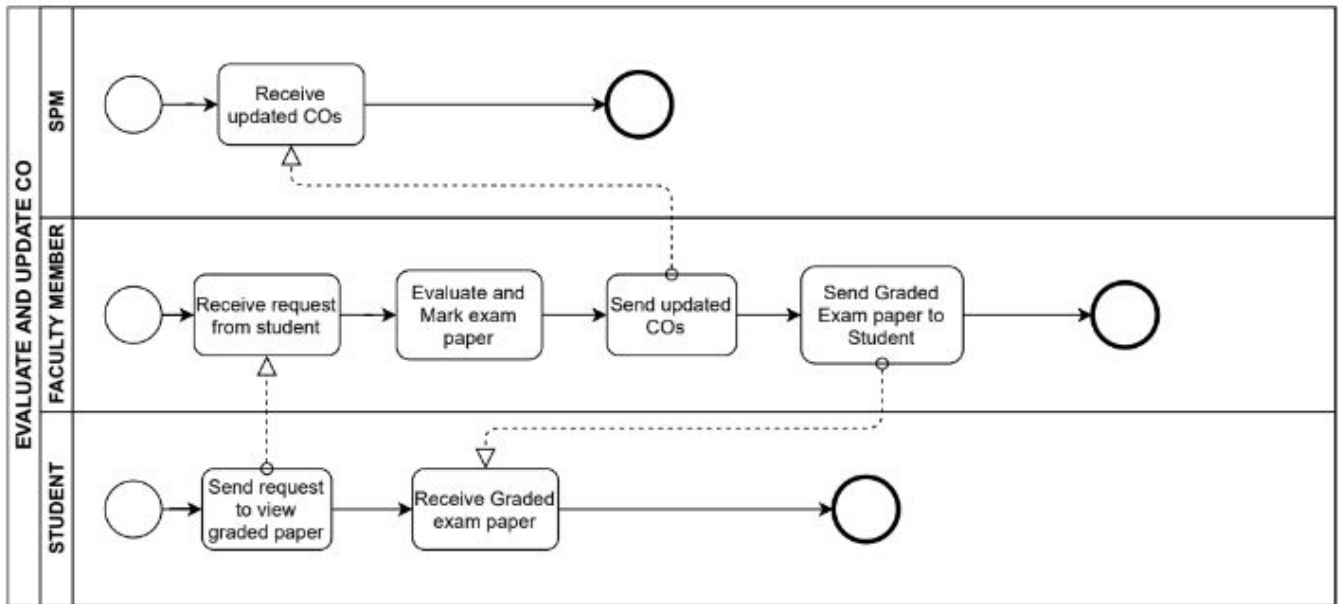 EVALUATE AND UPDATE CO
SPM
Receive
updated COs
FACULTY MEMBER
Receive request
from student
Evaluate and
Mark exam
paper
Send updated
COs
Send Graded
Exam paper to
Student
STUDENT
Send request
to view
graded paper
Receive Graded
exam paper